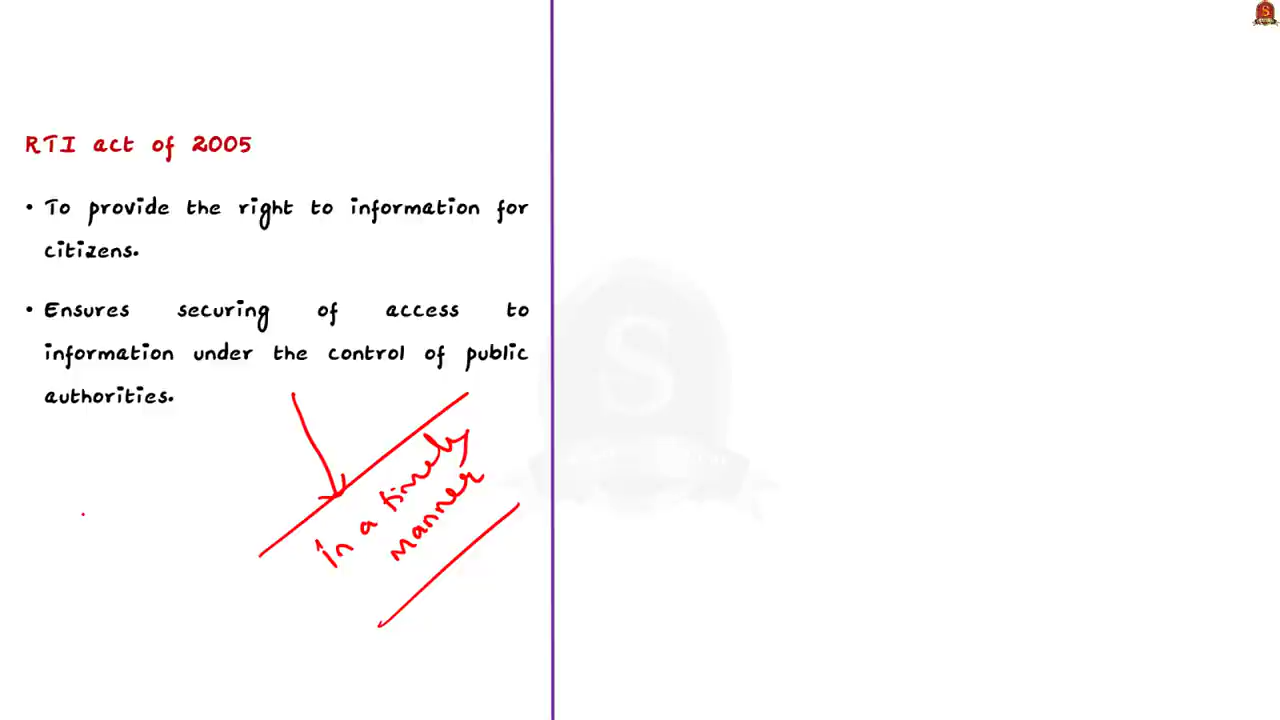 RTI act of 2005
• To provide the right to information for
citizens.
• Ensures securing of access to
information under the control of public
authorities.
in a timely
manner
S
S